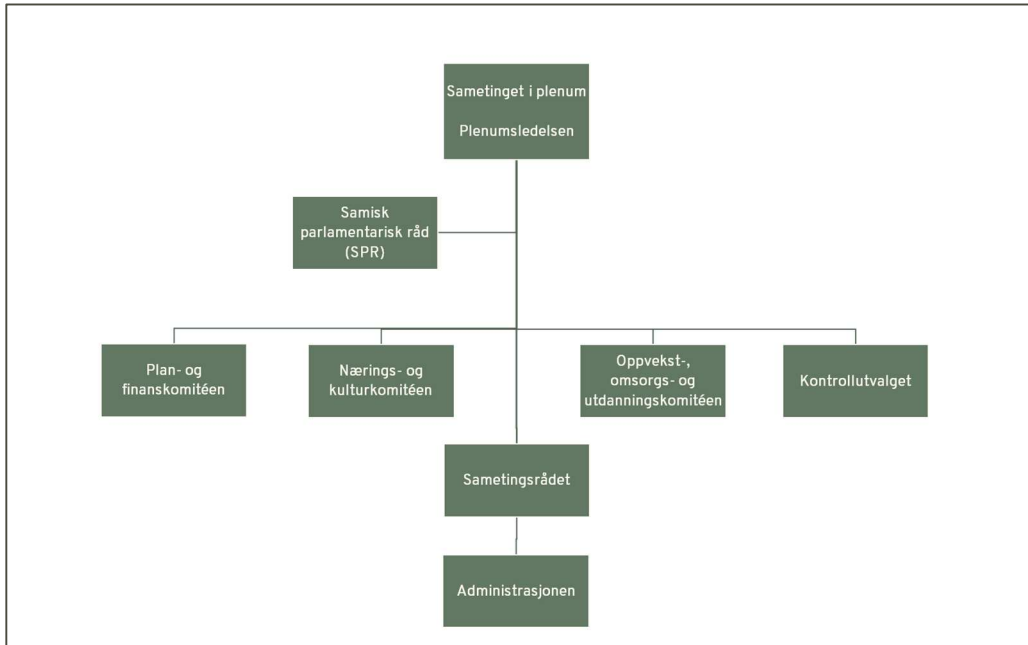 Sametinget i plenum
Plenumsledelsen
Samisk
parlamentarisk råd
(SPR)
Plan- og
finanskomitéen
Nærings- og
kulturkomitéen
Oppvekst-,
omsorgs- og
utdanningskomitéen
Kontrollutvalget
Sametingsrådet
Administrasjonen